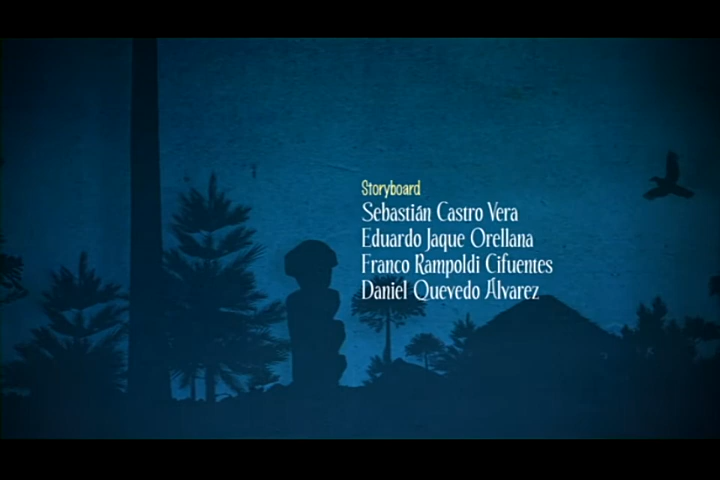 Storyboard
Sebastián Castro Vera
Eduardo Jaque Orellana
Franco Rampoldi Cifuentes
Daniel Quevedo Álvarez